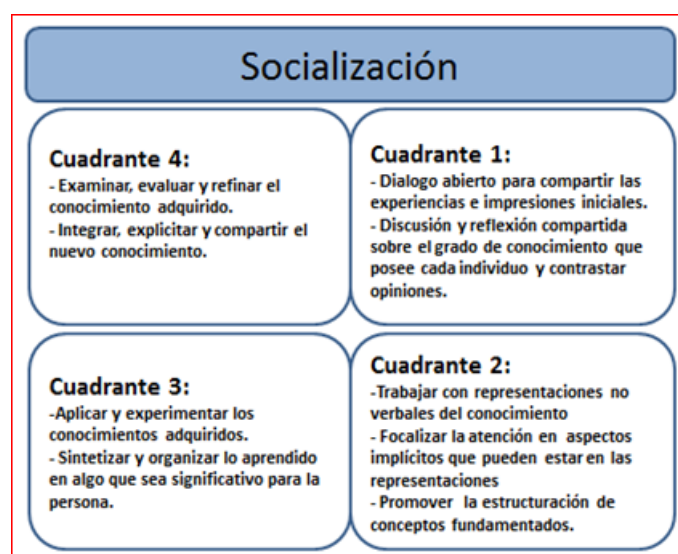 Socialización
Cuadrante 4:
- Examinar, evaluar y refinar el
conocimiento adquirido.
- Integrar, explicitar y compartir el
nuevo conocimiento.
Cuadrante 1:
- Dialogo abierto para compartir las
experiencias e impresiones iniciales.
- Discusión y reflexión compartida
sobre el grado de conocimiento que
posee cada individuo y contrastar
opiniones.
Cuadrante 3:
-Aplicar y experimentar los
conocimientos adquiridos.
- Sintetizar y organizar lo aprendido
en algo que sea significativo para la
persona.
Cuadrante 2:
-Trabajar con representaciones no
verbales del conocimiento
- Focalizar la atención en aspectos
implícitos que pueden estar en las
representaciones
- Promover la estructuración de
conceptos fundamentados.